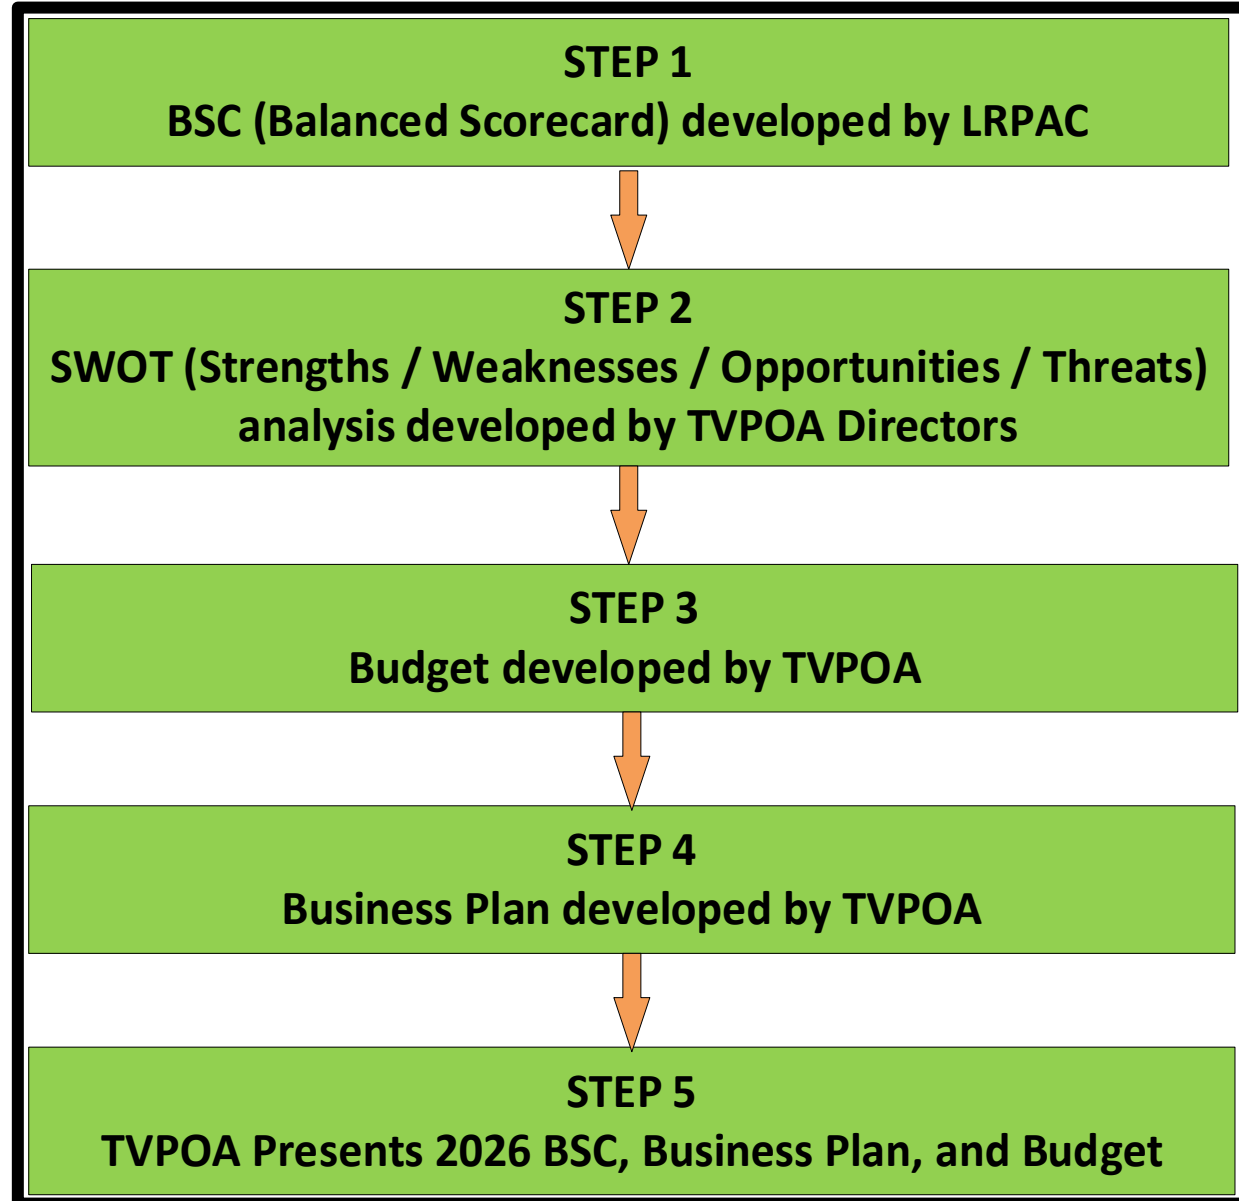 STEP 1
BSC (Balanced Scorecard) developed by LRPAC
STEP 2
SWOT (Strengths / Weaknesses / Opportunities / Threats)
analysis developed by TVPOA Directors
STEP 3
Budget developed by TVPOA
STEP 4
Business Plan developed by TVPOA
STEP 5
TVPOA Presents 2026 BSC, Business Plan, and Budget